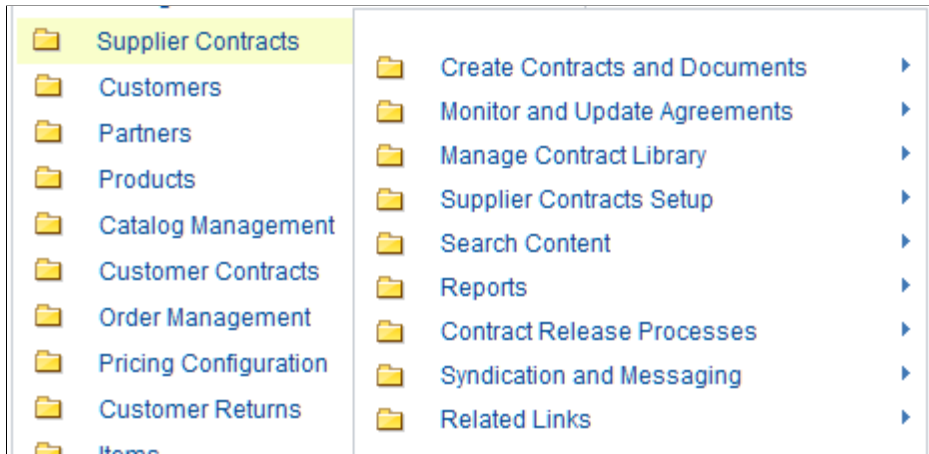 Supplier Contracts
Customers
Partners
Products
Catalog Management
Customer Contracts
Order Management
Pricing Configuration
Customer Returns
Items
Create Contracts and Documents
Monitor and Update Agreements
Manage Contract Library
Supplier Contracts Setup
Search Content
Reports
Contract Release Processes
Syndication and Messaging
Related Links